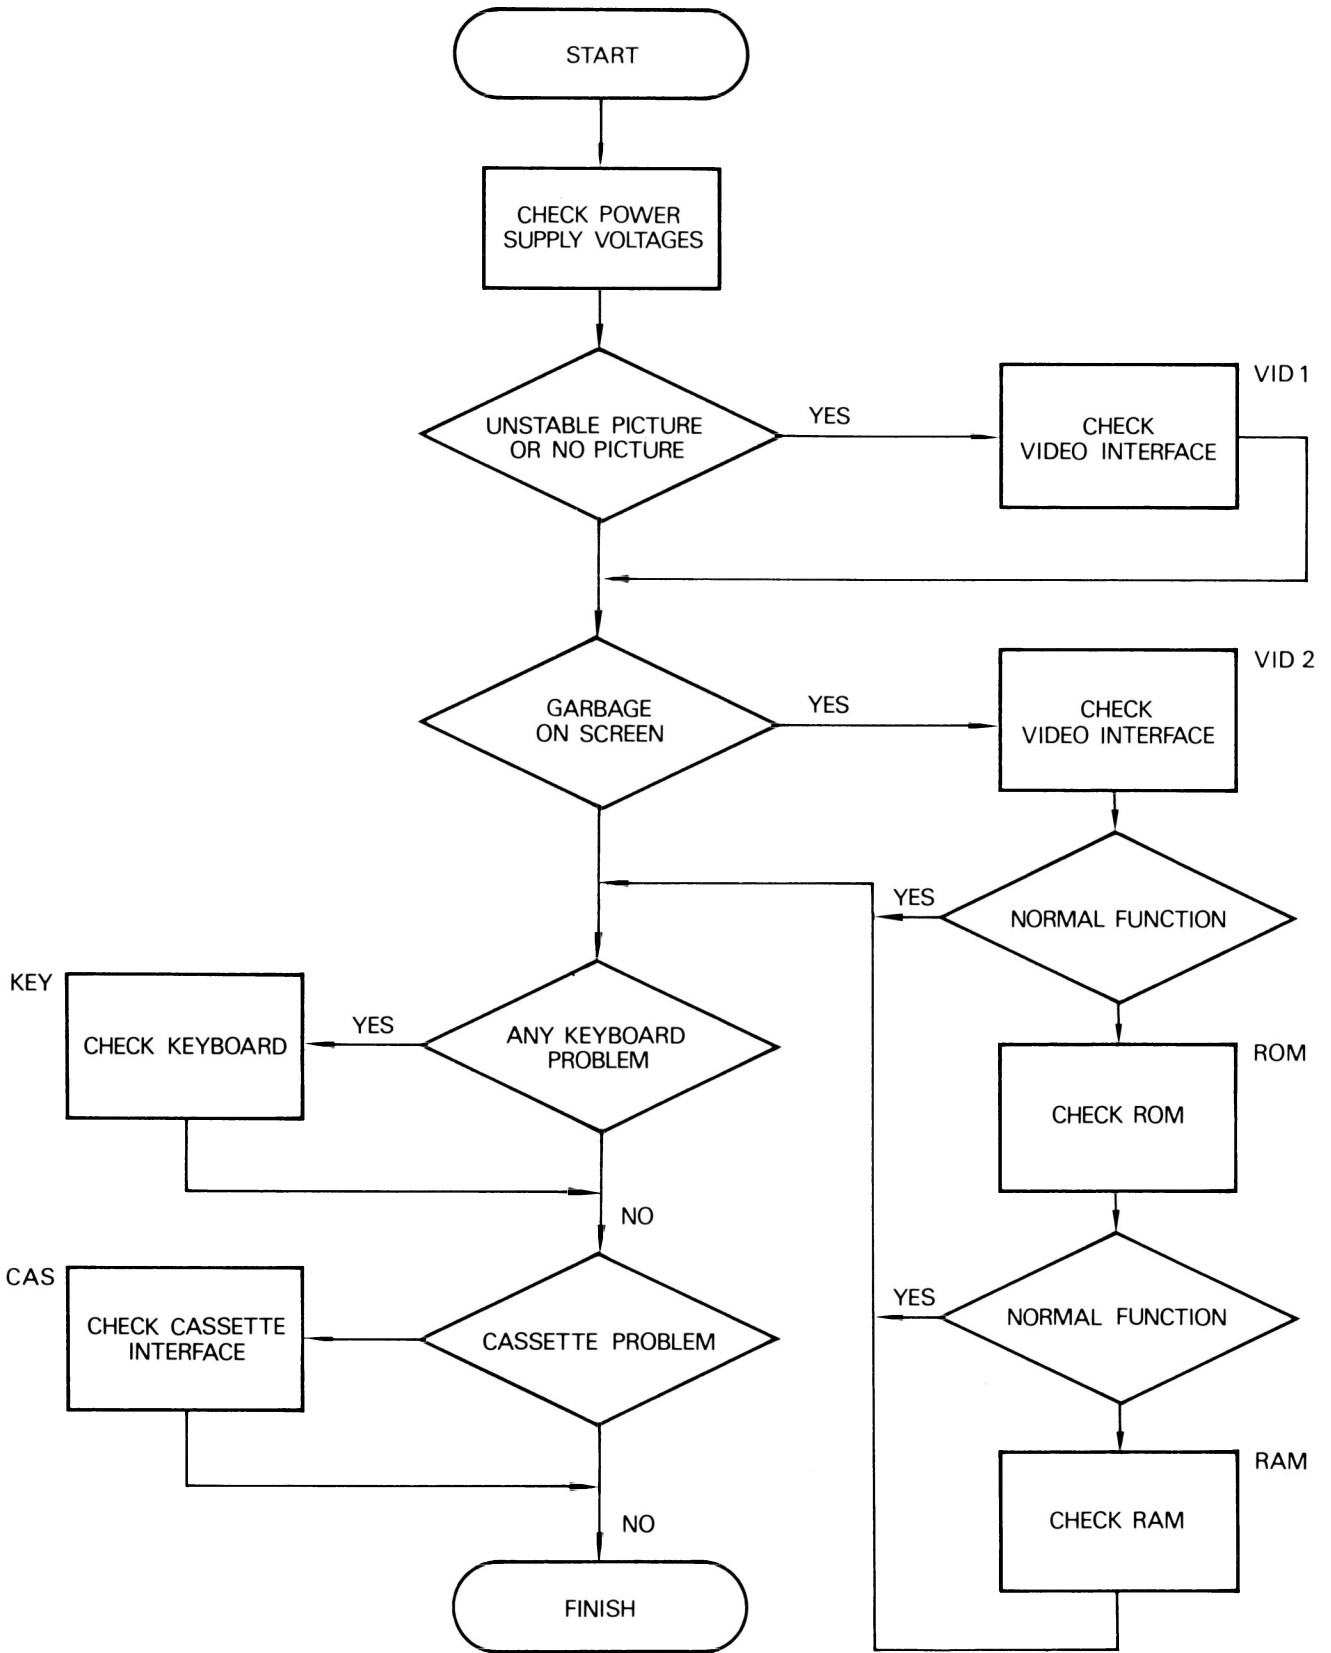 START
CHECK POWER
SUPPLY VOLTAGES
UNSTABLE PICTURE
OR NO PICTURE
YES
CHECK
VIDEO INTERFACE
VID 1
GARBAGE
ON SCREEN
YES
CHECK
VIDEO INTERFACE
VID 2
YES
NORMAL FUNCTION
KEY
CHECK KEYBOARD
YES
ANY KEYBOARD
PROBLEM
ROM
CHECK ROM
NO
CAS
CHECK CASSETTE
INTERFACE
CASSETTE PROBLEM
YES
NORMAL FUNCTION
RAM
CHECK RAM
NO
FINISH